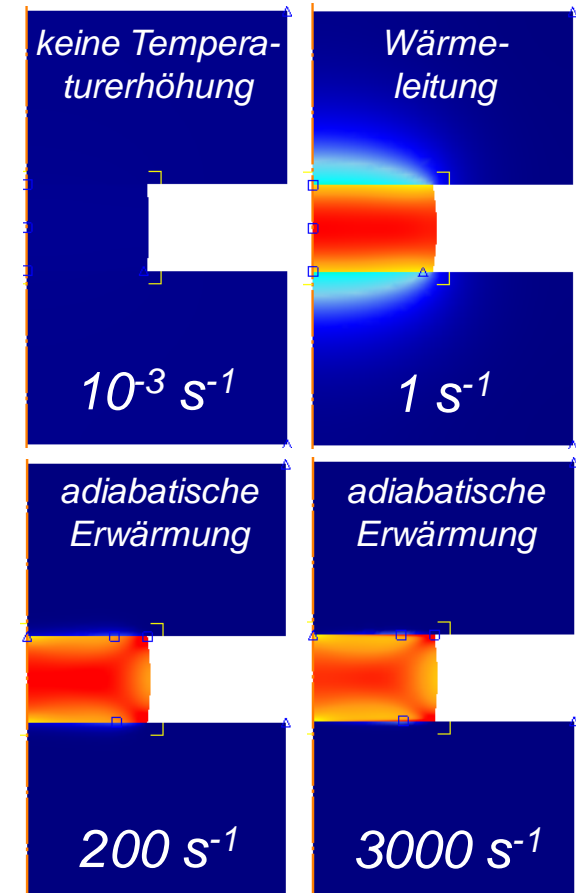 keine Tempera-
turerhöhung
10⁻³ s⁻¹
Wärme-
leitung
1 s⁻¹
adiabatische
Erwärmung
200 s⁻¹
adiabatische
Erwärmung
3000 s⁻¹